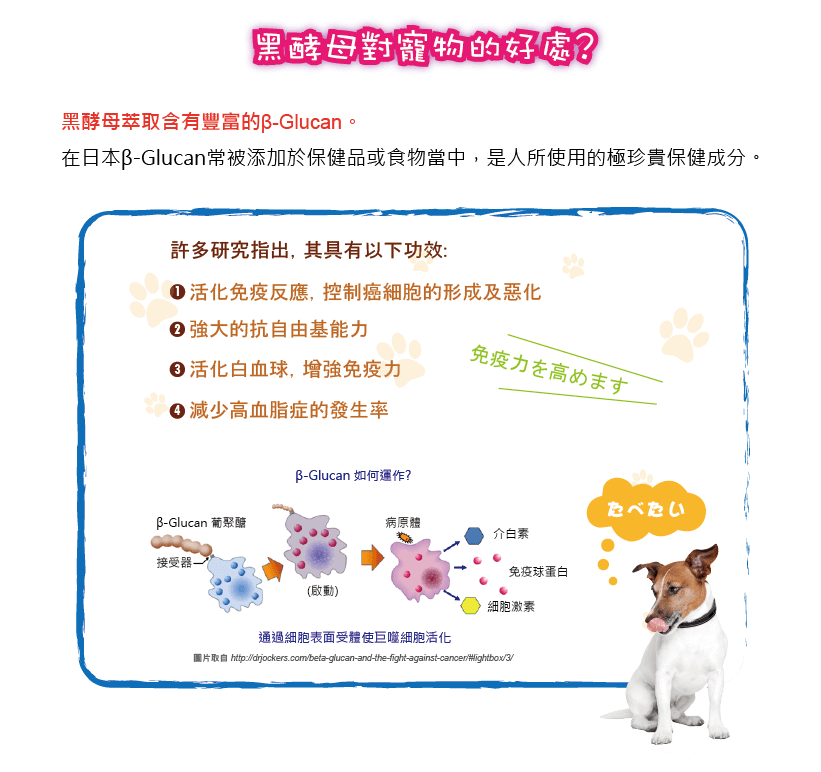 黑酵母對寵物的好處?
黑酵母萃取含有豐富的β-Glucan。
在日本β-Glucan常被添加於保健品或食物當中，是人所使用的極珍貴保健成分。
許多研究指出, 其具有以下功效:
❶ 活化免疫反應, 控制癌細胞的形成及惡化
❷ 強大的抗自由基能力
❸ 活化白血球, 增強免疫力
❹ 減少高血脂症的發生率
免疫力を高めます
β-Glucan 如何運作?
たべたい
β-Glucan 葡聚醣
接受器
(啟動)
病原體
介白素
免疫球蛋白
細胞激素
通過細胞表面受體使巨噬細胞活化
圖片取自 http://drjockers.com/beta-glucan-and-the-fight-against-cancer/#lightbox/3/